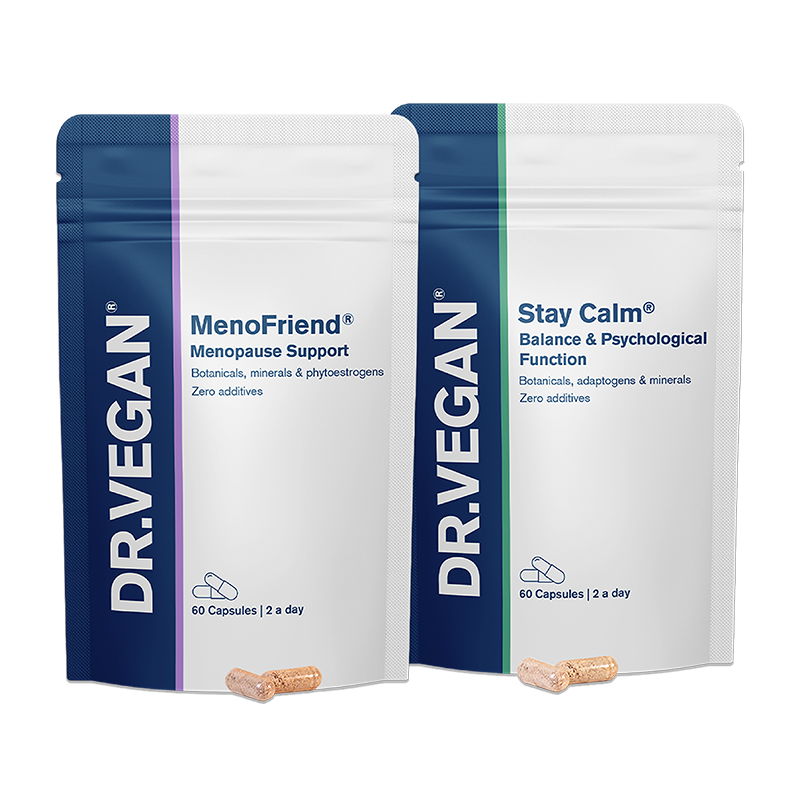 DR.VEGAN®
MenoFriend®
Menopause Support
Botanicals, minerals & phytoestrogens
Zero additives
60 Capsules | 2 a day
DR.VEGAN®
Stay Calm®
Balance & Psychological
Function
Botanicals, adaptogens & minerals
Zero additives
60 Capsules | 2 a day